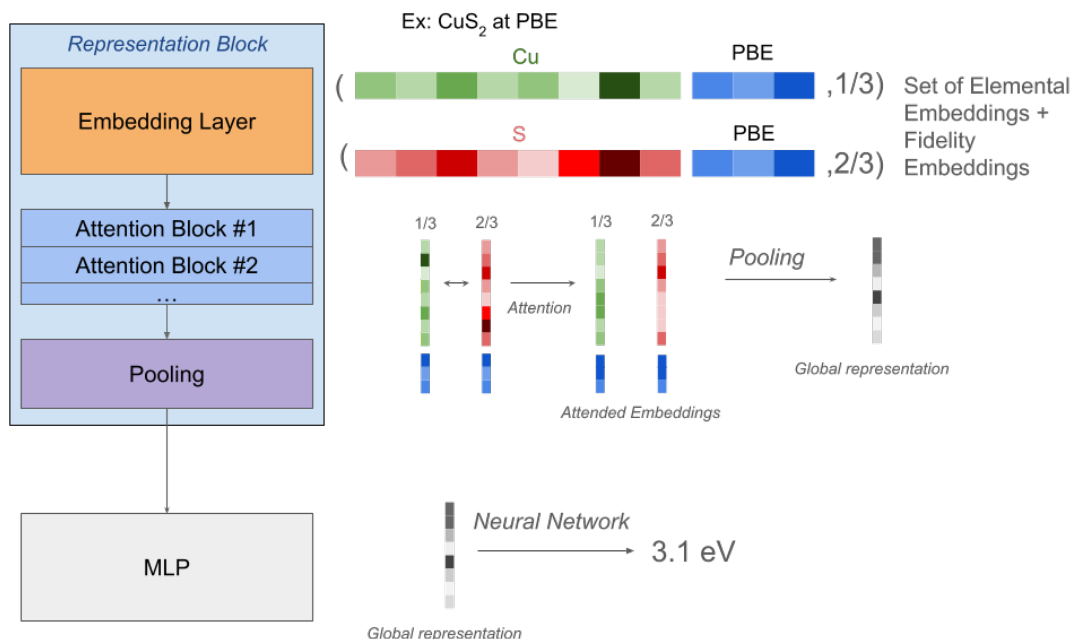 Ex: CuS₂ at PBE
Representation Block
Embedding Layer
Attention Block #1
Attention Block #2
...
Pooling
MLP
Cu
PBE
(
,1/3)
S
PBE
(
,2/3)
Set of Elemental
Embeddings +
Fidelity
Embeddings
1/3
2/3
Attention
1/3
2/3
Attended Embeddings
Pooling
Global representation
Neural Network
3.1 eV
Global representation